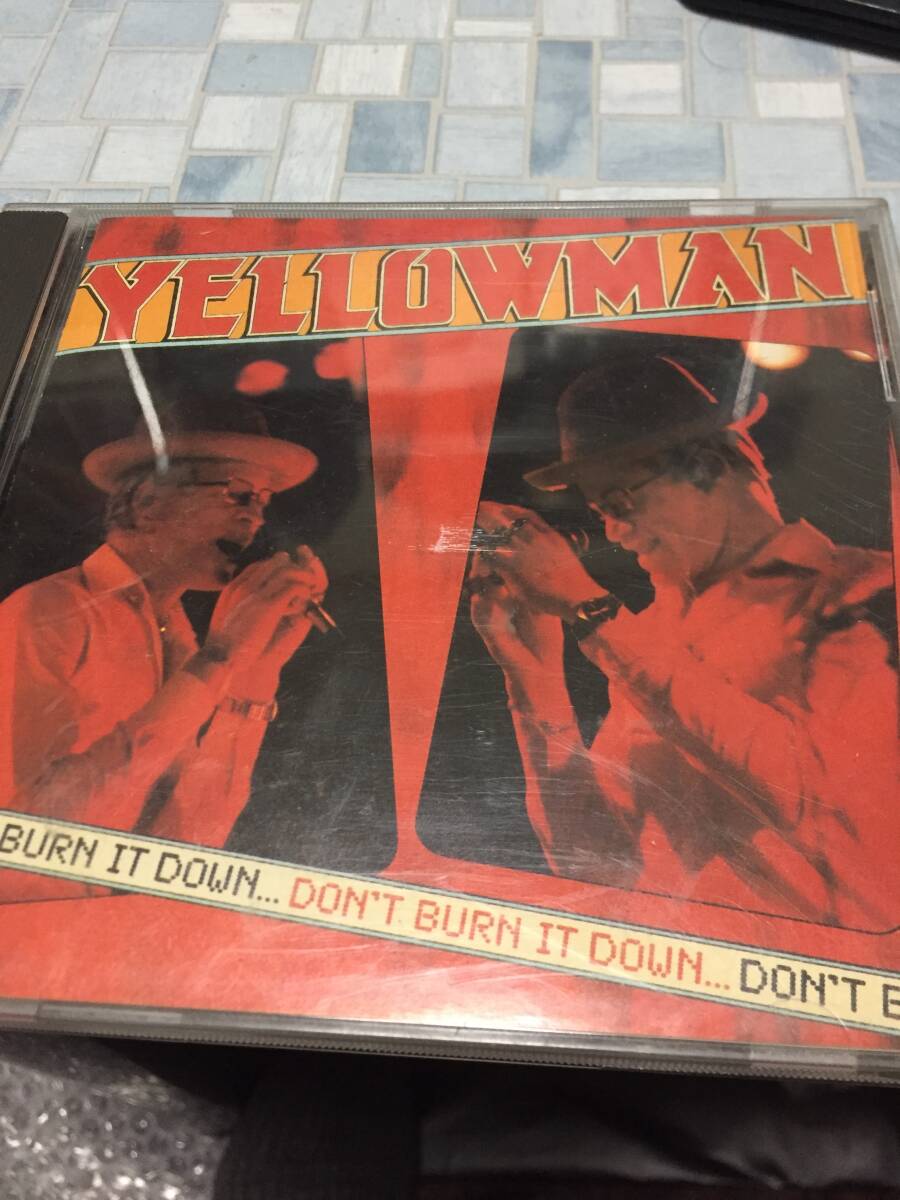 YELLOWMAN
BURN IT DOWN... DON'T BURN IT DOWN... DON'T B